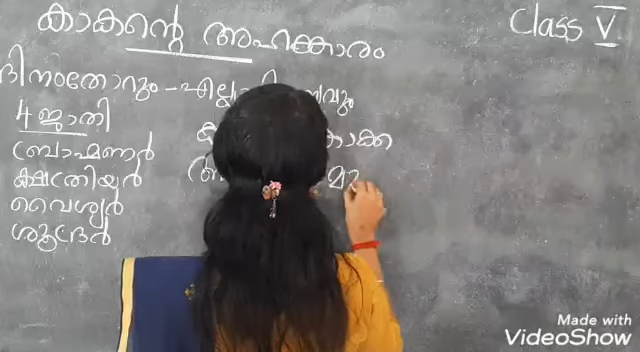 കാകന്റെ അഹങ്കാരം
Class V
ദിനംതോറും -
4 ജാതി
ബ്രാഹ്മണർ
ക്ഷത്രിയർ
വൈശ്യർ
ശൂദ്രർ
Made with
VideoShow